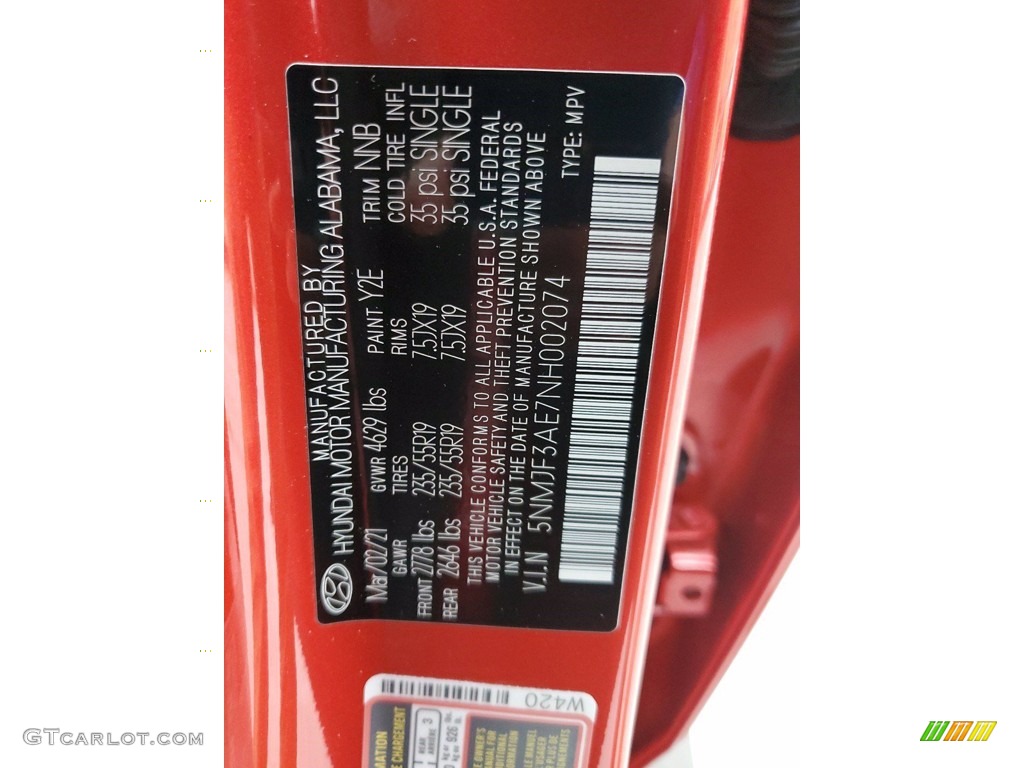 MANUFACTURED BY
HYUNDAI MOTOR MANUFACTURING ALABAMA, LLC
Mar/02/21 GVWR 4629 lbs PAINT Y2E TRIM NNB
GAWR TIRES RIMS COLD TIRE INFL
FRONT 2778 lbs 235/55R19 7.5JX19 35 psi SINGLE
REAR 2646 lbs 235/55R19 7.5JX19 35 psi SINGLE
THIS VEHICLE CONFORMS TO ALL APPLICABLE U.S.A. FEDERAL
MOTOR VEHICLE SAFETY AND THEFT PREVENTION STANDARDS
IN EFFECT ON THE DATE OF MANUFACTURE SHOWN ABOVE
V.I.N 5NMJF3AE7NH002074 TYPE: MPV
W420
REAR
3
GTCarLot.com